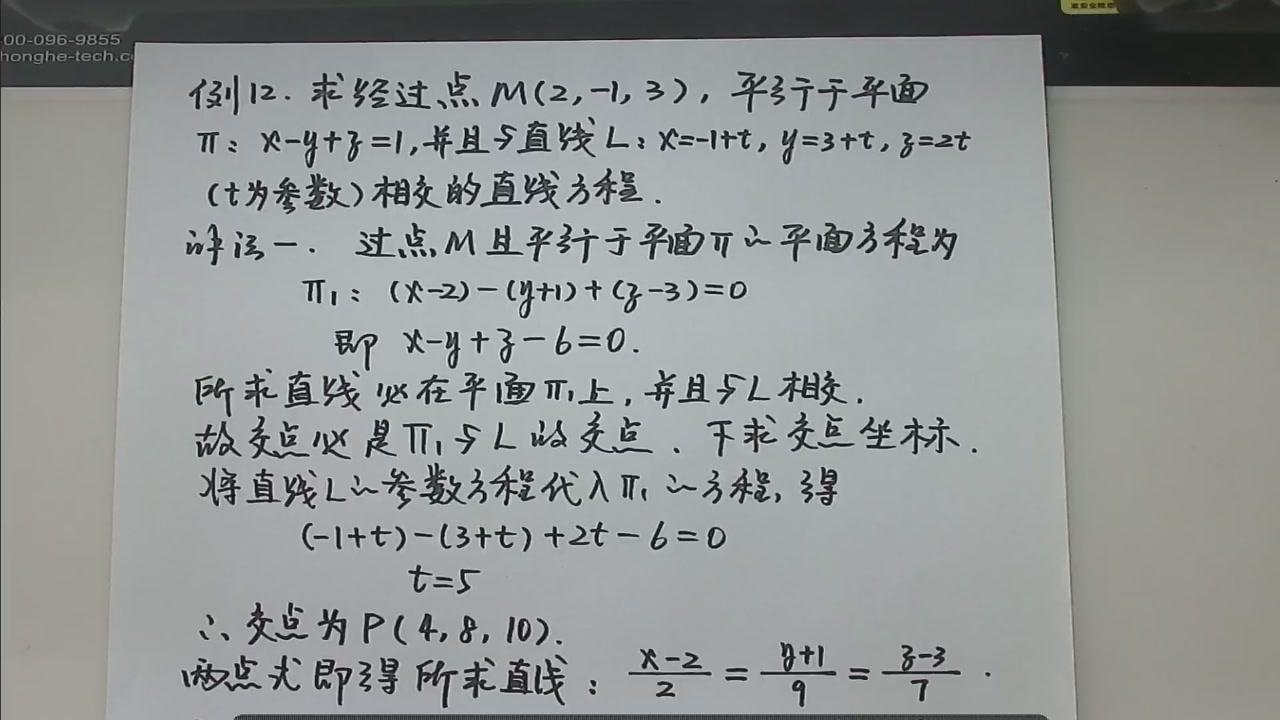 00-096-9855
honghe-tech.c
例12. 求经过点M(2,-1,3), 平行于平面
π: x-y+z=1, 并且与直线L: x=-1+t, y=3+t, z=2t
(t为参数)相交的直线方程.
解法一. 过点M且平行于平面π的平面方程为
π₁: (x-2)-(y+1)+(z-3)=0
即 x-y+z-6=0.
所求直线必在平面π₁上, 并且与L相交.
故交点必是π₁与L的交点. 下求交点坐标.
将直线L的参数方程代入π₁的方程, 得
(-1+t)-(3+t)+2t-6=0
t=5
∴ 交点为P(4, 8, 10).
两点式即得所求直线: (x-2)/2 = (y+1)/9 = (z-3)/7 .